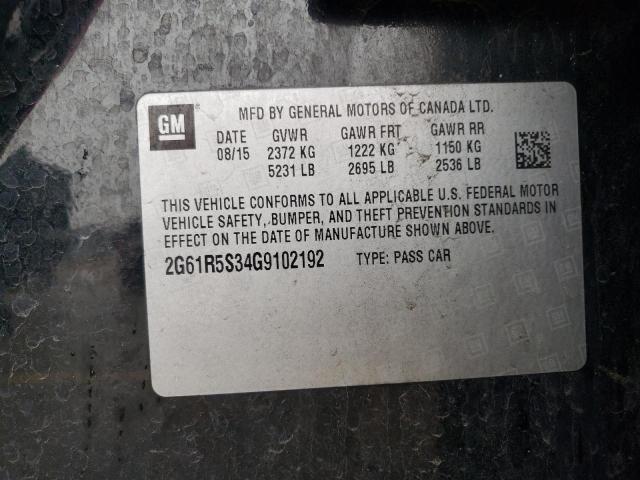 MFD BY GENERAL MOTORS OF CANADA LTD.
GM
DATE GVWR GAWR FRT GAWR RR
08/15 2372 KG 1222 KG 1150 KG
5231 LB 2695 LB 2536 LB
THIS VEHICLE CONFORMS TO ALL APPLICABLE U.S. FEDERAL MOTOR
VEHICLE SAFETY, BUMPER, AND THEFT PREVENTION STANDARDS IN
EFFECT ON THE DATE OF MANUFACTURE SHOWN ABOVE.
2G61R5S34G9102192 TYPE: PASS CAR